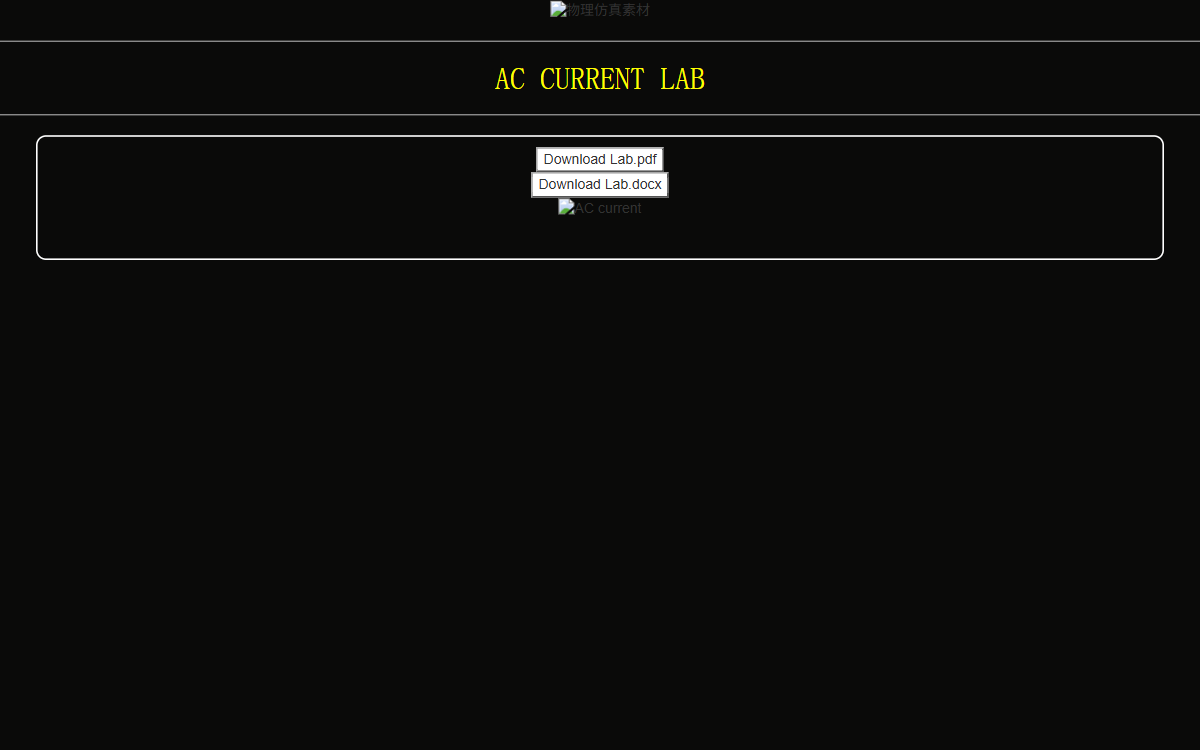 物理仿真素材
AC CURRENT LAB
Download Lab.pdf
Download Lab.docx
AC current